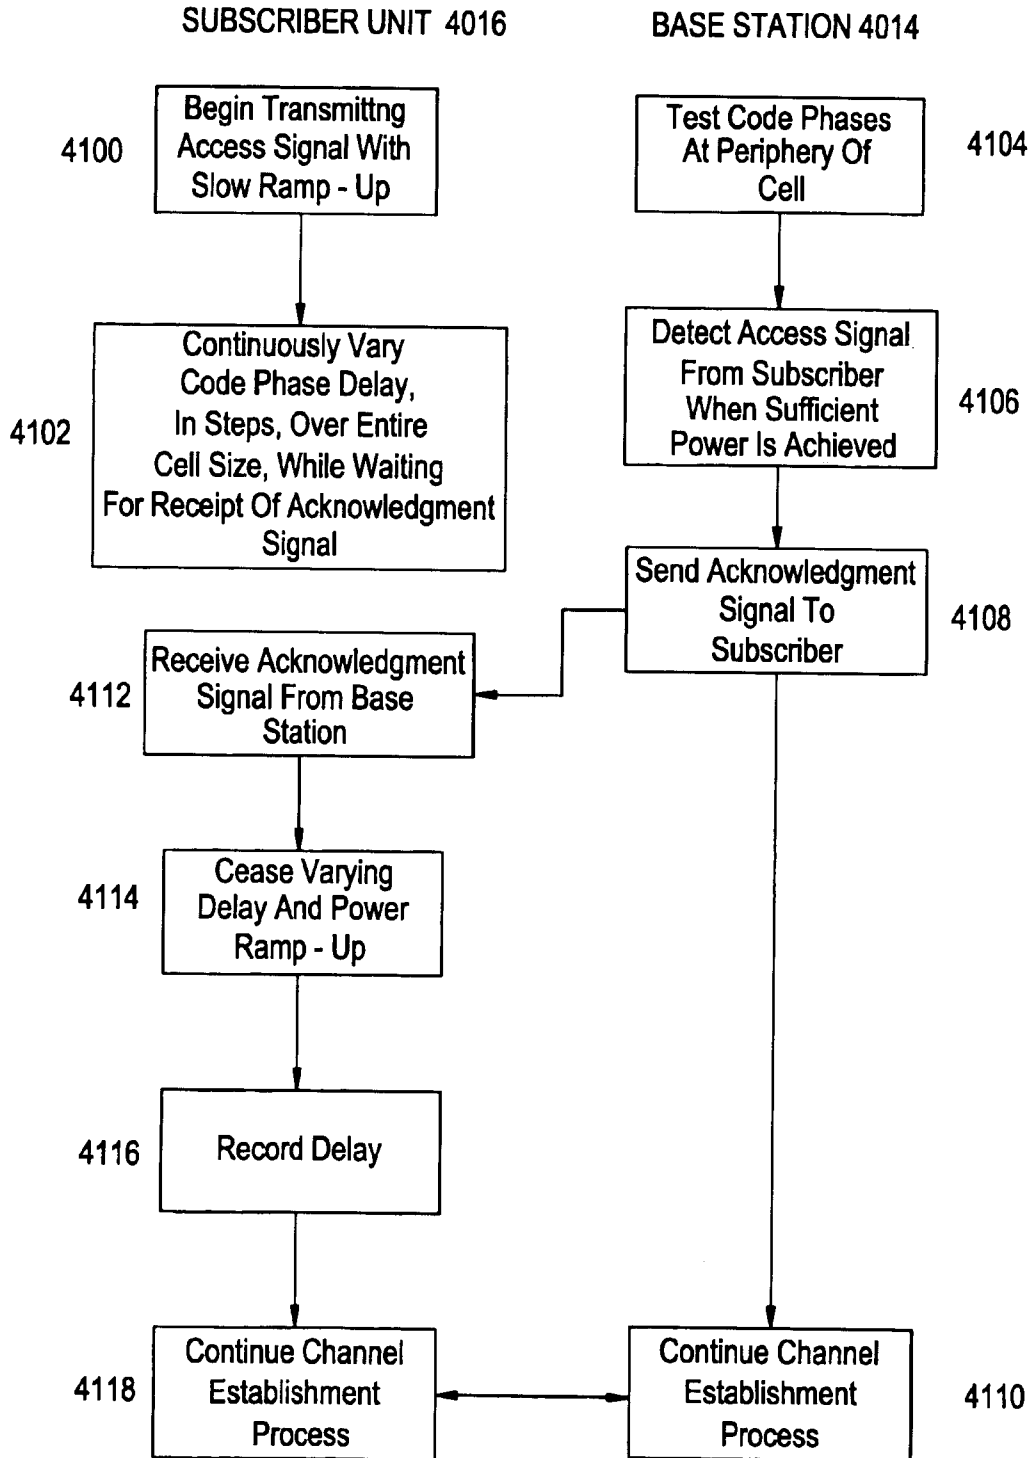 SUBSCRIBER UNIT 4016
BASE STATION 4014
4100
Begin Transmittng
Access Signal With
Slow Ramp - Up
Test Code Phases
At Periphery Of
Cell
4104
4102
Continuously Vary
Code Phase Delay,
In Steps, Over Entire
Cell Size, While Waiting
For Receipt Of Acknowledgment
Signal
Detect Access Signal
From Subscriber
When Sufficient
Power Is Achieved
4106
Send Acknowledgment
Signal To
Subscriber
4108
4112
Receive Acknowledgment
Signal From Base
Station
4114
Cease Varying
Delay And Power
Ramp - Up
4116
Record Delay
4118
Continue Channel
Establishment
Process
Continue Channel
Establishment
Process
4110